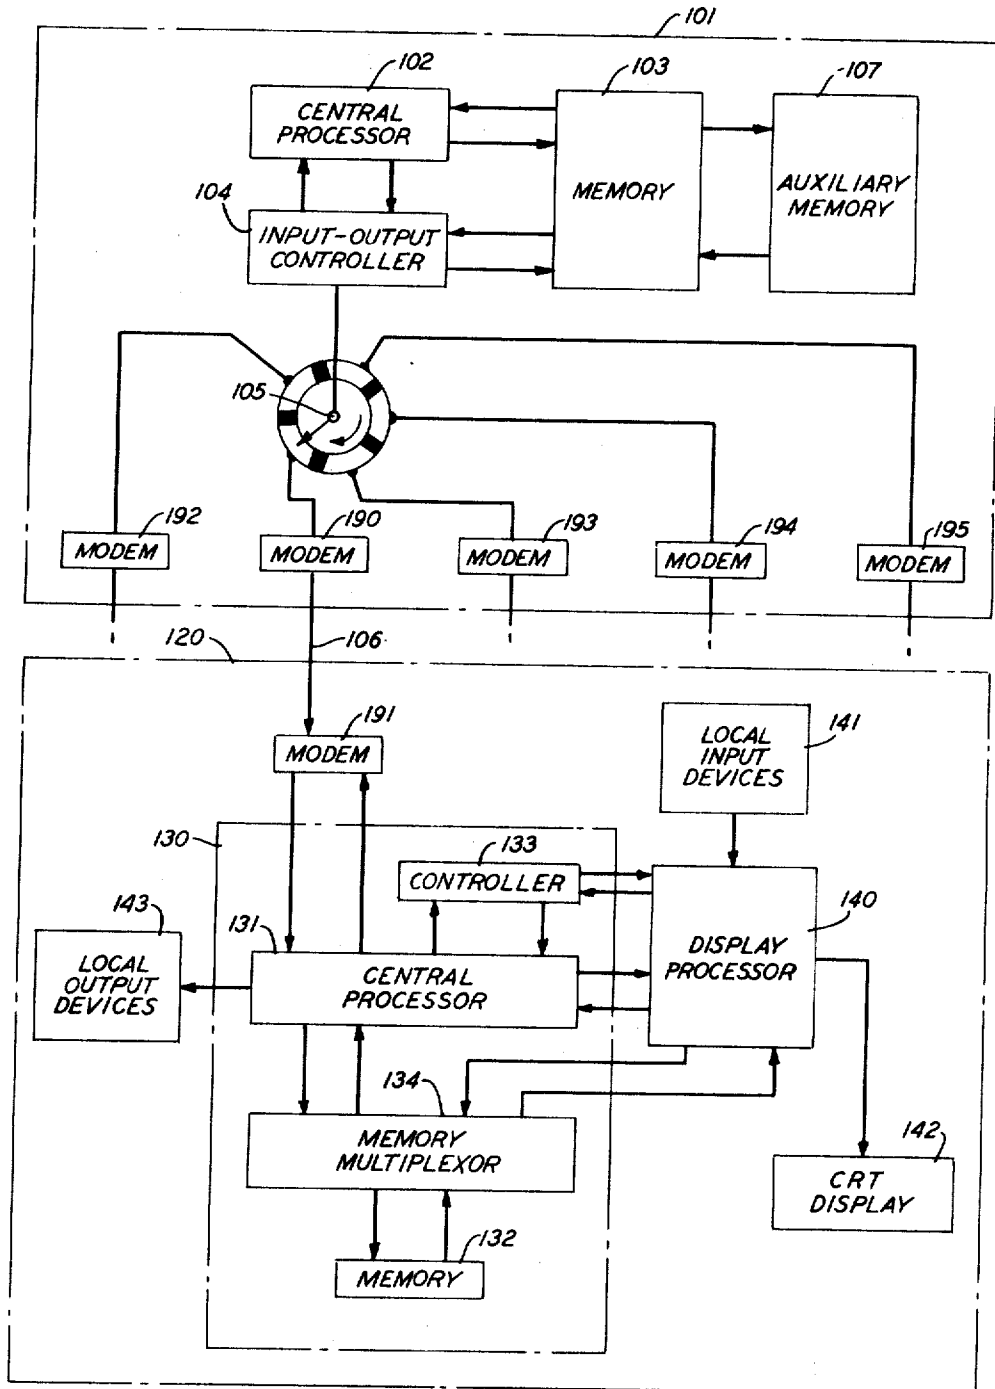 101
102
103
107
CENTRAL
PROCESSOR
MEMORY
AUXILIARY
MEMORY
104
INPUT-OUTPUT
CONTROLLER
105
192
MODEM
190
MODEM
193
MODEM
194
MODEM
195
MODEM
120
106
191
MODEM
141
LOCAL
INPUT
DEVICES
130
133
CONTROLLER
140
DISPLAY
PROCESSOR
143
LOCAL
OUTPUT
DEVICES
131
CENTRAL
PROCESSOR
134
MEMORY
MULTIPLEXOR
142
CRT
DISPLAY
132
MEMORY